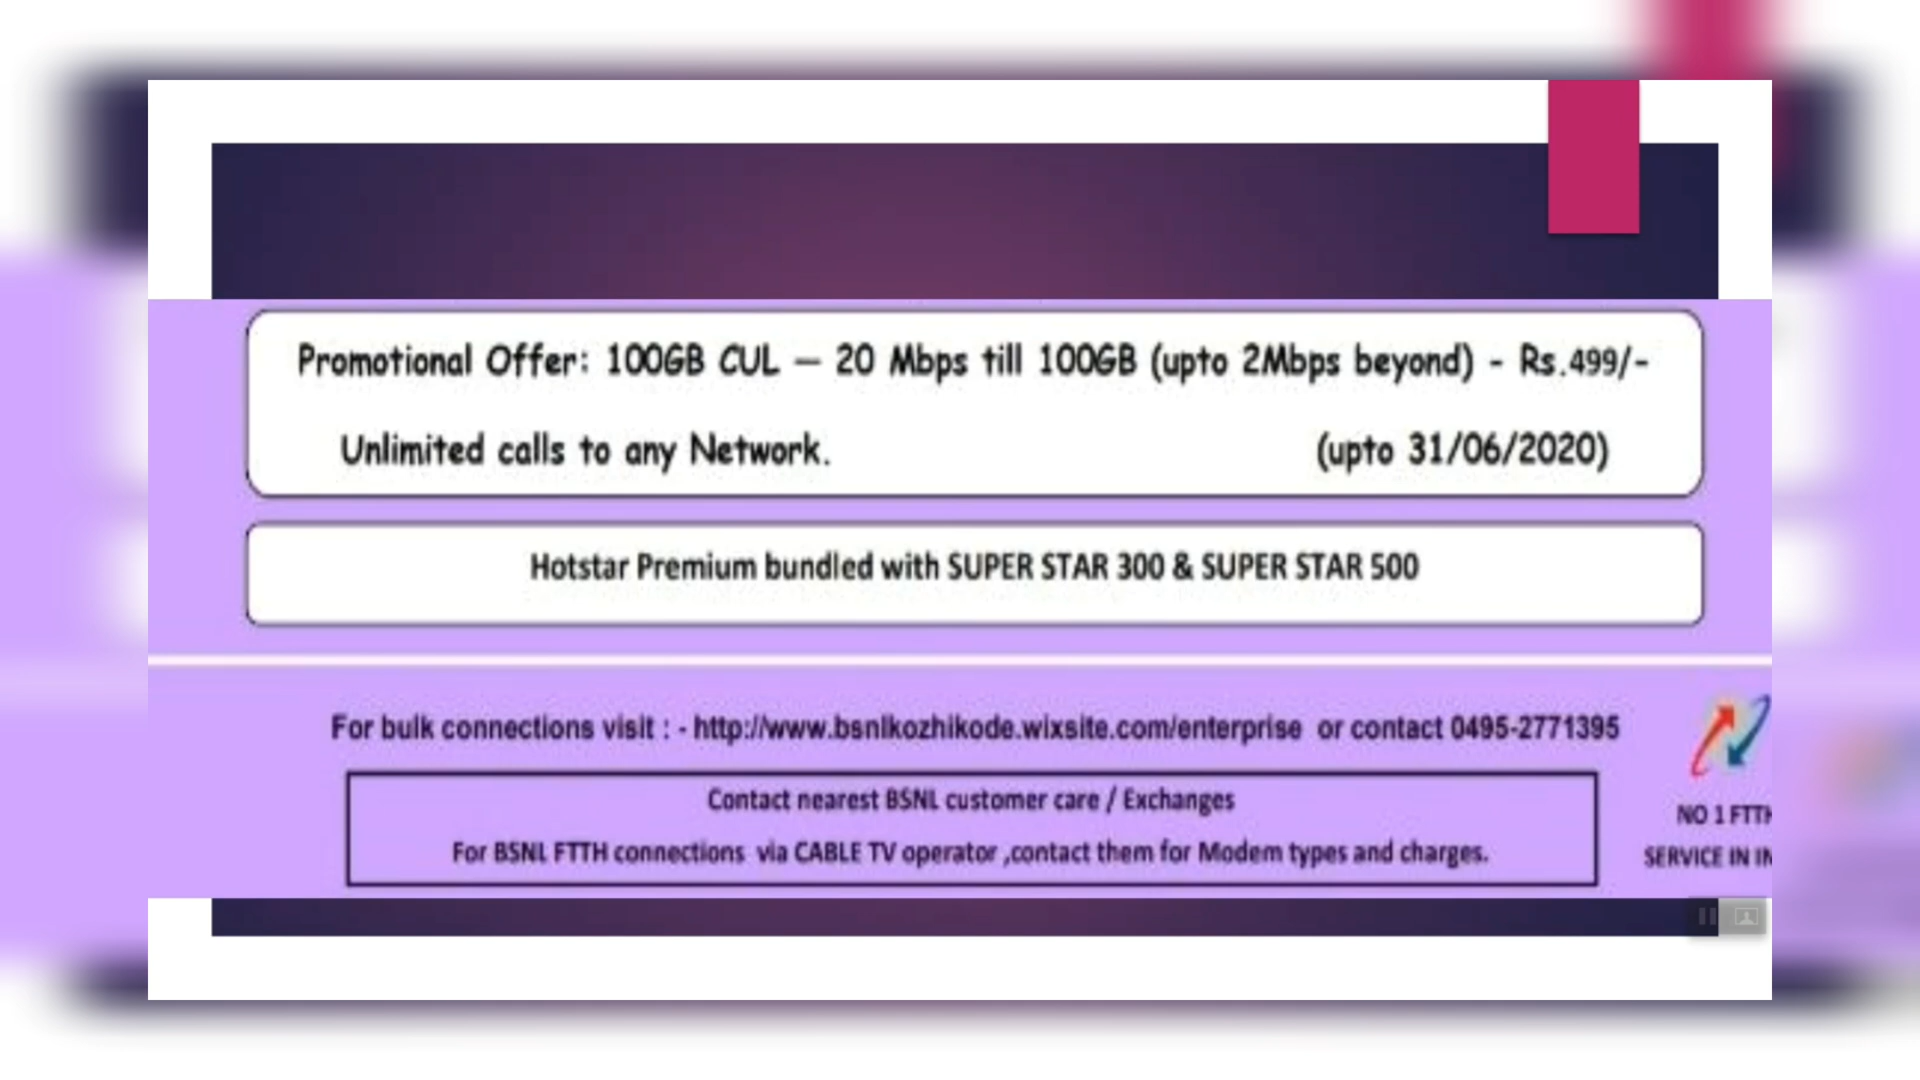 Promotional Offer: 100GB CUL – 20 Mbps till 100GB (upto 2Mbps beyond) - Rs.499/-
Unlimited calls to any Network. (upto 31/06/2020)
Hotstar Premium bundled with SUPER STAR 300 & SUPER STAR 500
For bulk connections visit : - http://www.bsnlkozhikode.wixsite.com/enterprise or contact 0495-2771395
Contact nearest BSNL customer care / Exchanges
For BSNL FTTH connections via CABLE TV operator ,contact them for Modem types and charges.
NO 1 FTTH
SERVICE IN